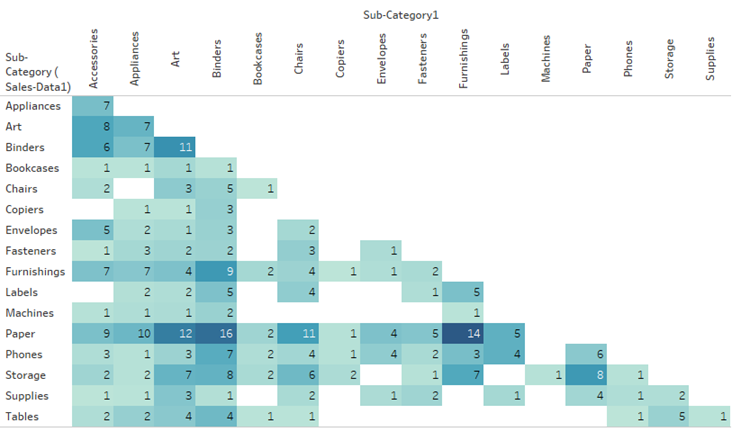 Sub-Category1
Sub-
Category (
Sales-Data1)
Accessories Appliances Art Binders Bookcases Chairs Copiers Envelopes Fasteners Furnishings Labels Machines Paper Phones Storage Supplies
Appliances 7
Art 8 7
Binders 6 7 11
Bookcases 1 1 1 1
Chairs 2 3 5 1
Copiers 1 1 3
Envelopes 5 2 1 3 2
Fasteners 1 3 2 2 3 1
Furnishings 7 7 4 9 2 4 1 1 2
Labels 2 2 5 4 1 5
Machines 1 1 1 2 1
Paper 9 10 12 16 2 11 1 4 5 14 5
Phones 3 1 3 7 2 4 1 4 2 3 4 6
Storage 2 1 7 8 2 6 2 1 7 1 8 1
Supplies 1 1 3 1 2 1 2 1 4 1 2
Tables 2 2 4 4 1 1 1 5 1